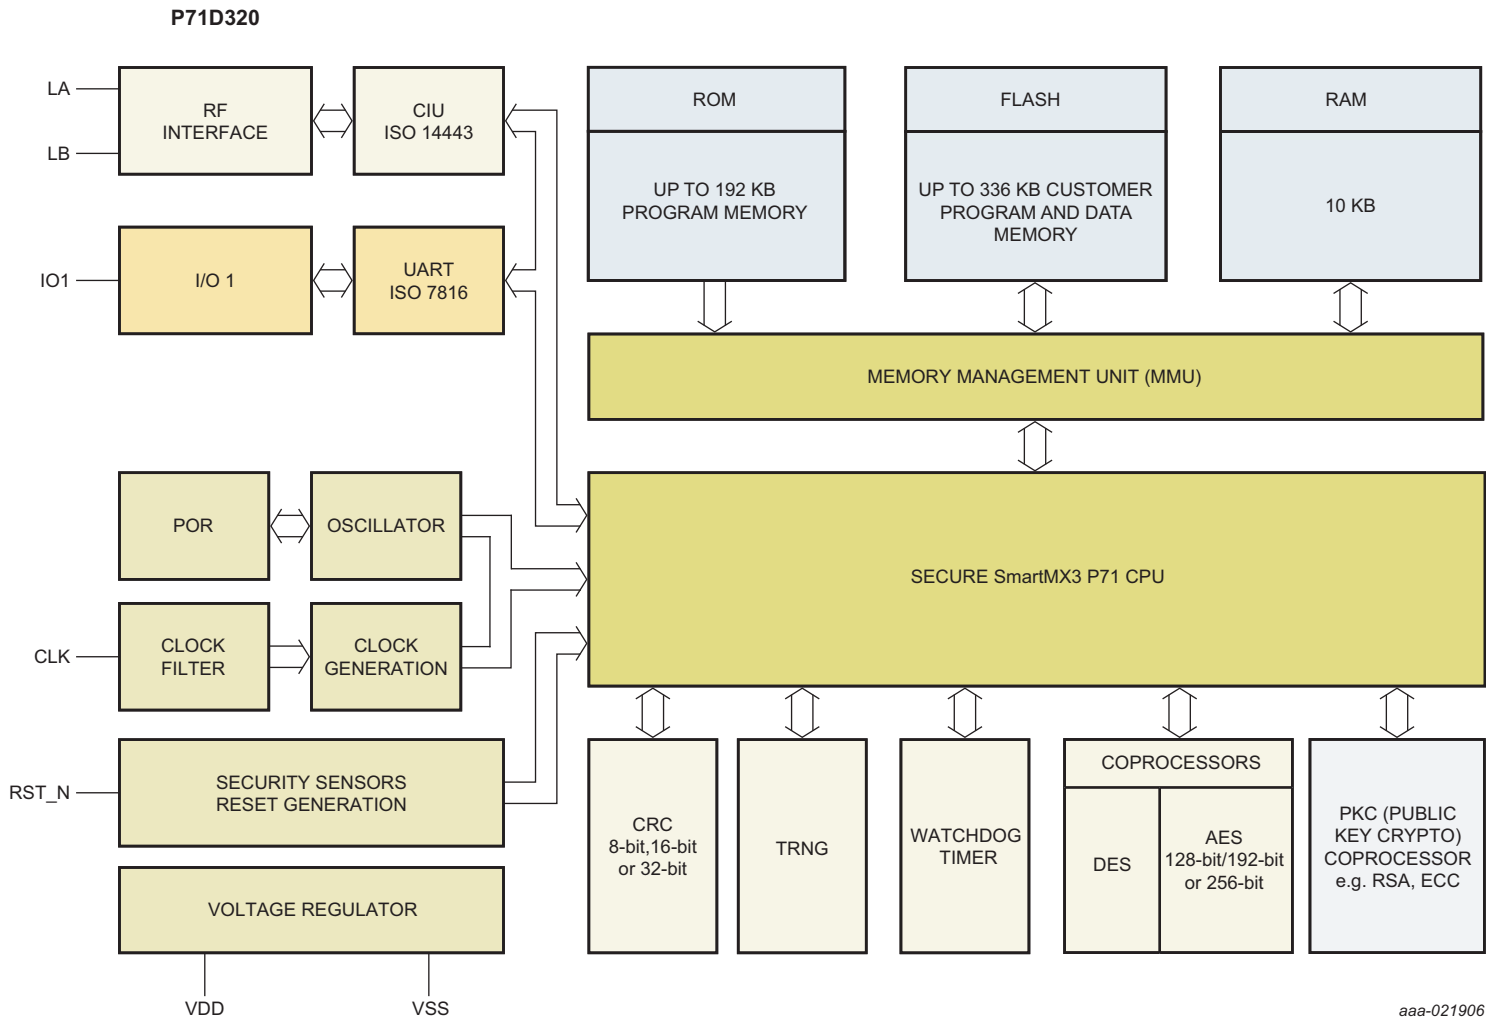 P71D320
LA
LB
RF
INTERFACE
CIU
ISO 14443
ROM
UP TO 192 KB
PROGRAM MEMORY
FLASH
UP TO 336 KB CUSTOMER
PROGRAM AND DATA
MEMORY
RAM
10 KB
IO1
I/O 1
UART
ISO 7816
MEMORY MANAGEMENT UNIT (MMU)
POR
OSCILLATOR
SECURE SmartMX3 P71 CPU
CLK
CLOCK
FILTER
CLOCK
GENERATION
RST_N
SECURITY SENSORS
RESET GENERATION
VOLTAGE REGULATOR
VDD
VSS
CRC
8-bit,16-bit
or 32-bit
TRNG
WATCHDOG
TIMER
COPROCESSORS
DES
AES
128-bit/192-bit
or 256-bit
PKC (PUBLIC
KEY CRYPTO)
COPROCESSOR
e.g. RSA, ECC
aaa-021906